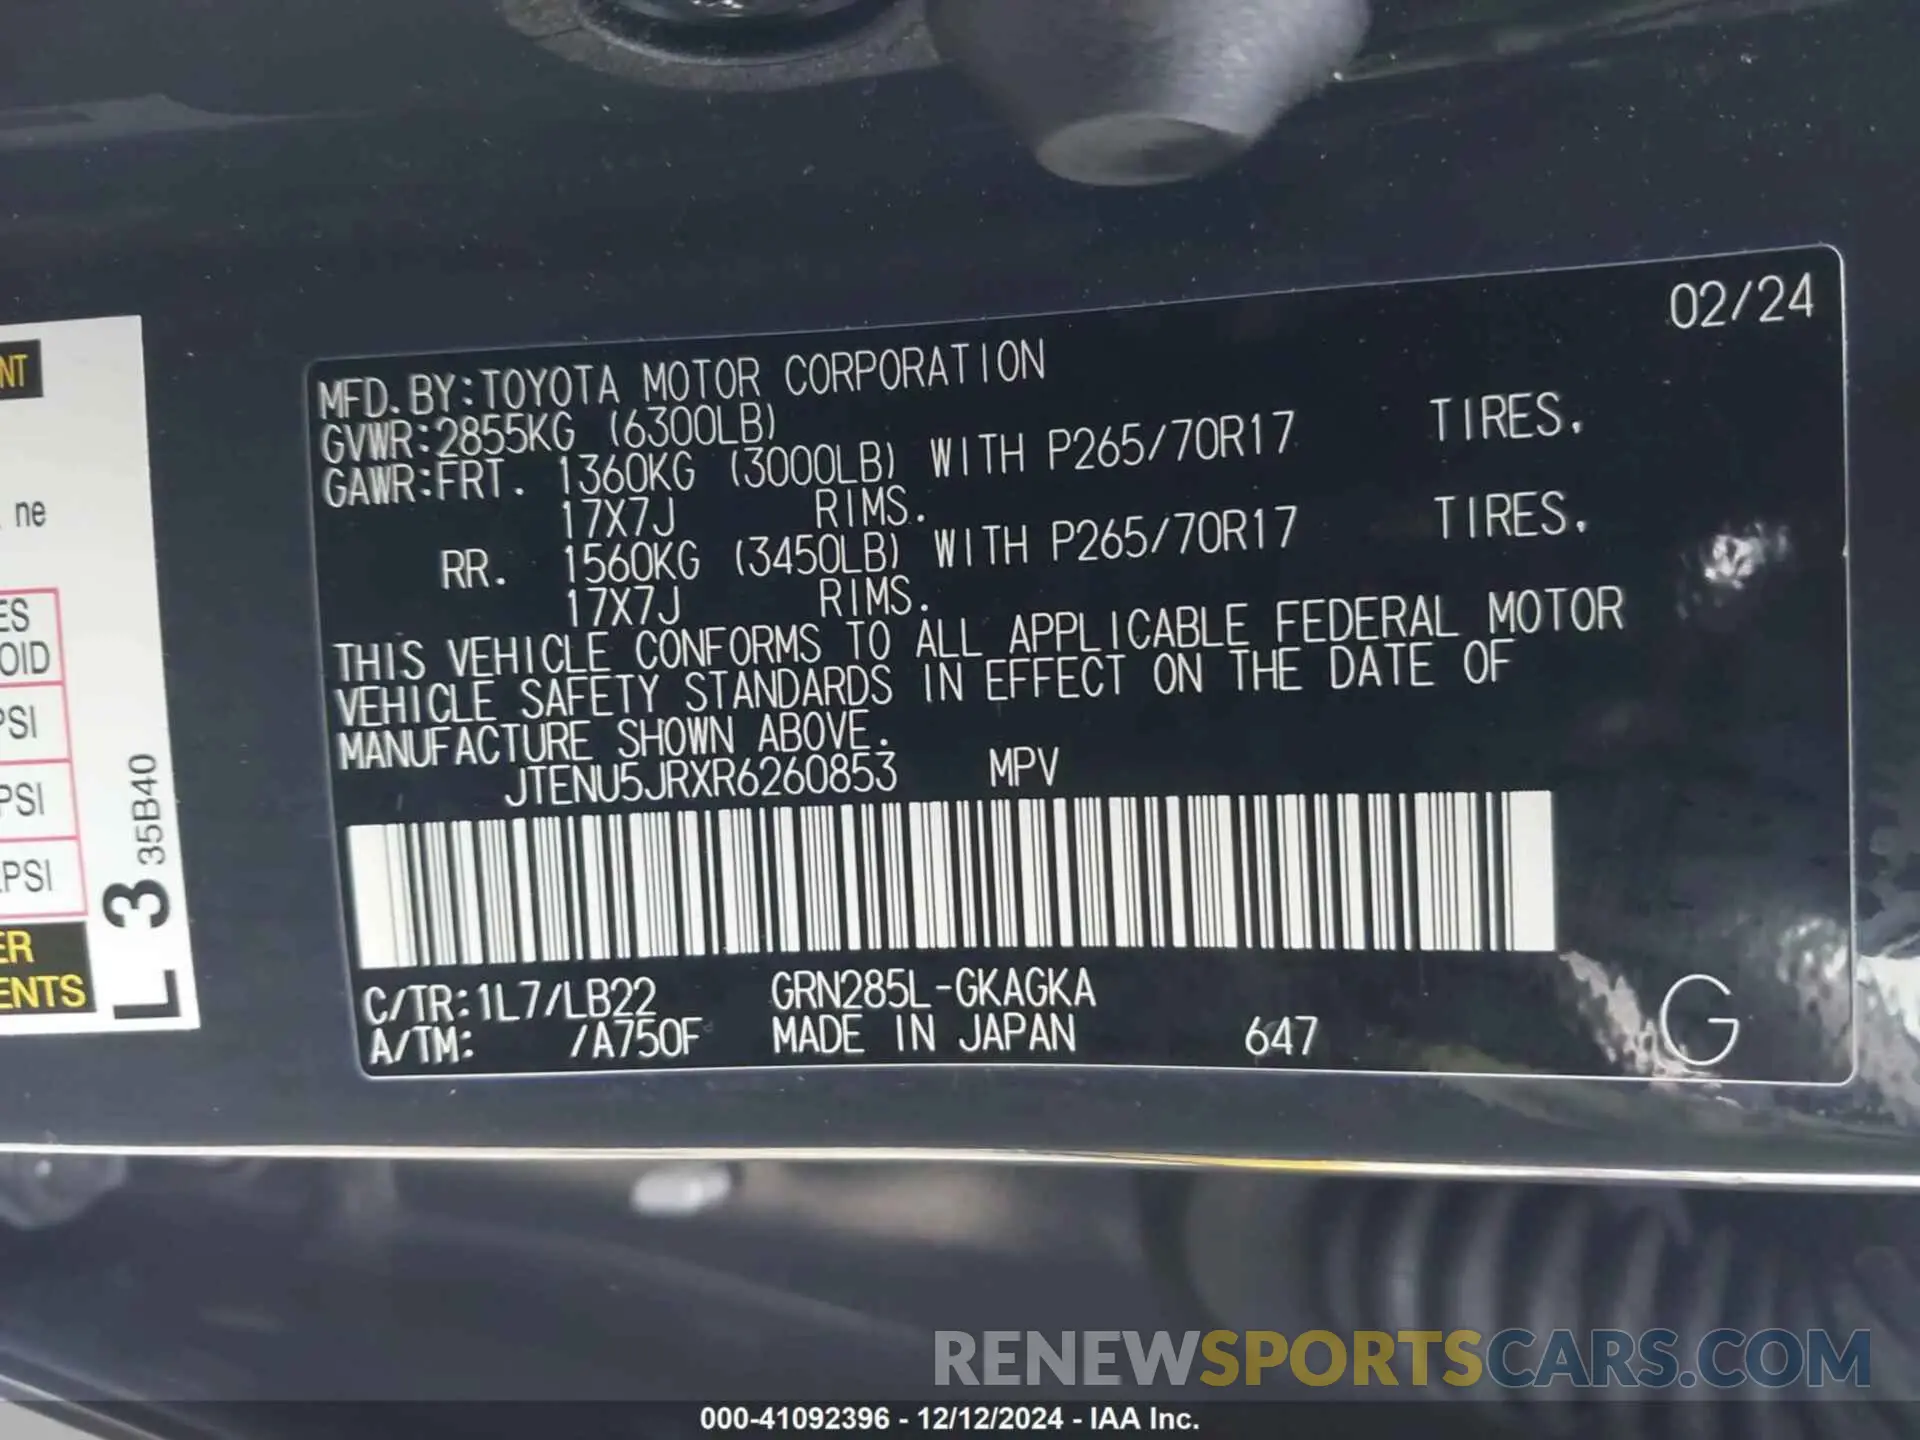 02/24
MFD. BY: TOYOTA MOTOR CORPORATION
GVWR: 2855KG (6300LB)
GAWR: FRT. 1360KG (3000LB) WITH P265/70R17 TIRES.
17X7J RIMS.
RR. 1560KG (3450LB) WITH P265/70R17 TIRES.
17X7J RIMS.
THIS VEHICLE CONFORMS TO ALL APPLICABLE FEDERAL MOTOR
VEHICLE SAFETY STANDARDS IN EFFECT ON THE DATE OF
MANUFACTURE SHOWN ABOVE.
JTENU5JRXR6260853 MPV
C/TR: 1L7/LB22 GRN285L-GKAGKA
A/TM: /A750F MADE IN JAPAN 647 G
NT
ne
ES
OID
PSI
PSI
PSI
ER
ENTS
L 3 35B40
RENEWSPORTSCARS.COM
000-41092396 - 12/12/2024 - IAA Inc.